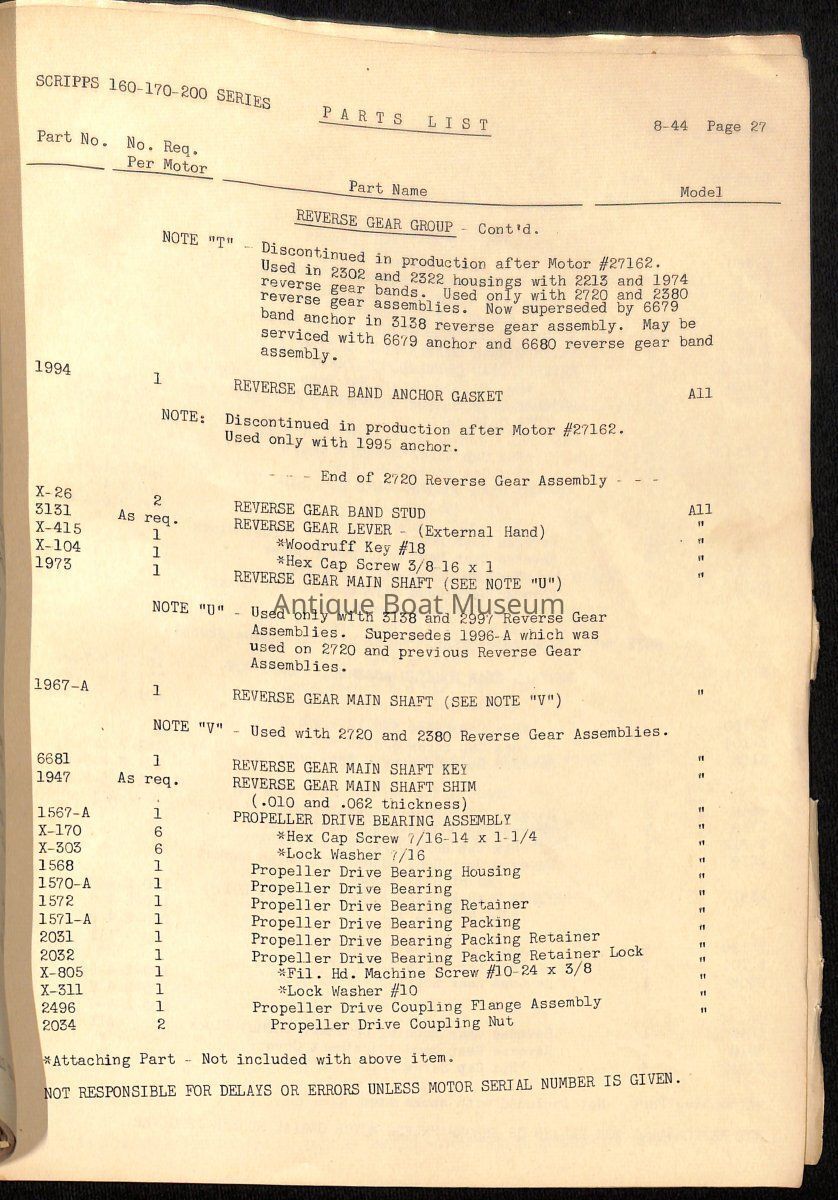 SCRIPPS 160-170-200 SERIES
PARTS LIST
8-44 Page 27
Part No. No. Req. Per Motor Part Name Model
REVERSE GEAR GROUP - Cont'd.
NOTE "T" - Discontinued in production after Motor #27162.
Used in 2302 and 2322 housings with 2213 and 1974
reverse gear bands. Used only with 2720 and 2380
reverse gear assemblies. Now superseded by 6679
band anchor in 3138 reverse gear assembly. May be
serviced with 6679 anchor and 6680 reverse gear band
assembly.
1994 1 REVERSE GEAR BAND ANCHOR GASKET All
NOTE: Discontinued in production after Motor #27162.
Used only with 1995 anchor.
- - - End of 2720 Reverse Gear Assembly - - -
X-26 2 REVERSE GEAR BAND STUD All
3131 As req. REVERSE GEAR LEVER - (External Hand) "
X-415 1 *Woodruff Key #18 "
X-104 1 *Hex Cap Screw 3/8-16 x 1 "
1973 1 REVERSE GEAR MAIN SHAFT (SEE NOTE "U") "
Antique Boat Museum
NOTE "U" - Used only with 3138 and 2997 Reverse Gear
Assemblies. Supersedes 1996-A which was
used on 2720 and previous Reverse Gear
Assemblies.
1967-A 1 REVERSE GEAR MAIN SHAFT (SEE NOTE "V") "
NOTE "V" - Used with 2720 and 2380 Reverse Gear Assemblies.
6681 1 REVERSE GEAR MAIN SHAFT KEY "
1947 As req. REVERSE GEAR MAIN SHAFT SHIM "
(.010 and .062 thickness)
1567-A 1 PROPELLER DRIVE BEARING ASSEMBLY "
X-170 6 *Hex Cap Screw 7/16-14 x 1-1/4 "
X-303 6 *Lock Washer 7/16 "
1568 1 Propeller Drive Bearing Housing "
1570-A 1 Propeller Drive Bearing "
1572 1 Propeller Drive Bearing Retainer "
1571-A 1 Propeller Drive Bearing Packing "
2031 1 Propeller Drive Bearing Packing Retainer "
2032 1 Propeller Drive Bearing Packing Retainer Lock "
X-805 1 *Fil. Hd. Machine Screw #10-24 x 3/8 "
X-311 1 *Lock Washer #10 "
2496 1 Propeller Drive Coupling Flange Assembly "
2034 2 Propeller Drive Coupling Nut "
*Attaching Part - Not included with above item.
NOT RESPONSIBLE FOR DELAYS OR ERRORS UNLESS MOTOR SERIAL NUMBER IS GIVEN.